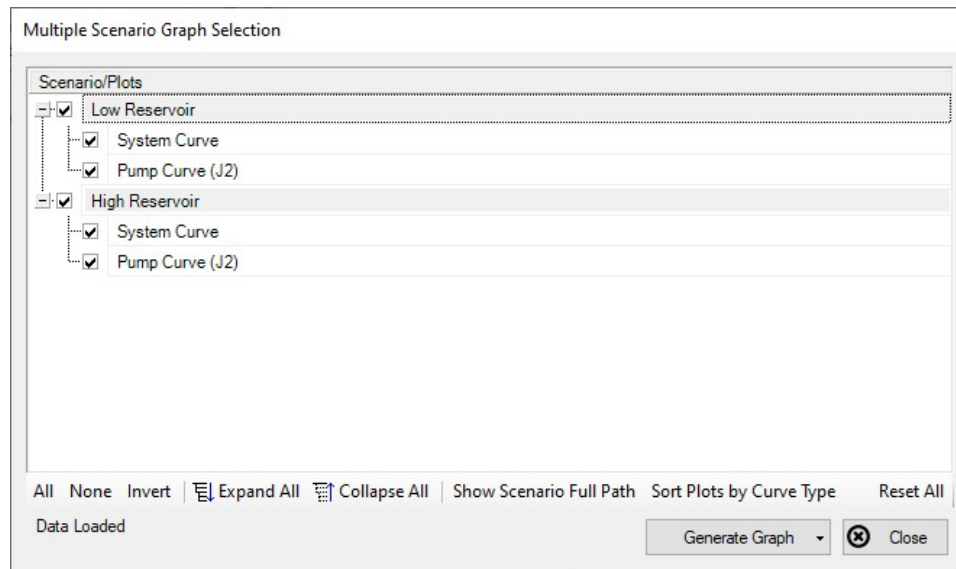 Multiple Scenario Graph Selection
Scenario/Plots
Low Reservoir
System Curve
Pump Curve (J2)
High Reservoir
System Curve
Pump Curve (J2)
All None Invert Expand All Collapse All Show Scenario Full Path Sort Plots by Curve Type Reset All
Data Loaded
Generate Graph Close